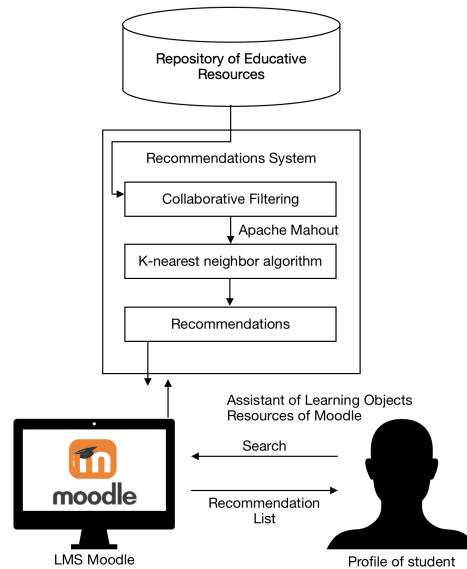 Repository of Educative
Resources
Recommendations System
Collaborative Filtering
Apache Mahout
K-nearest neighbor algorithm
Recommendations
Assistant of Learning Objects
Resources of Moodle
Search
moodle
Recommendation
List
LMS Moodle
Profile of student